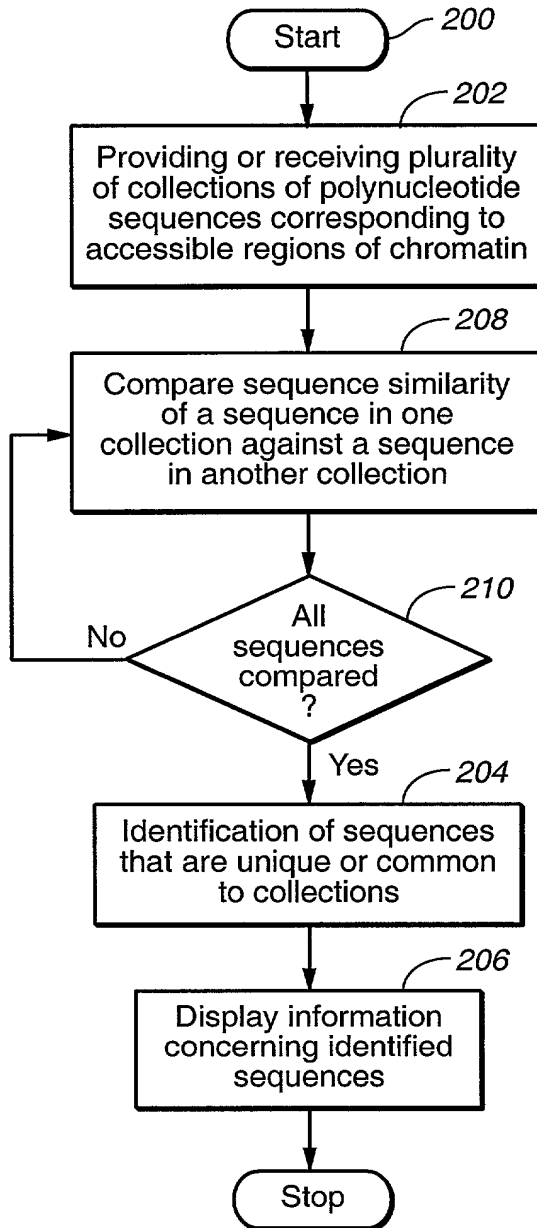 Start
200
202
Providing or receiving plurality
of collections of polynucleotide
sequences corresponding to
accessible regions of chromatin
208
Compare sequence similarity
of a sequence in one
collection against a sequence
in another collection
210
All
sequences
compared
?
No
Yes
204
Identification of sequences
that are unique or common
to collections
206
Display information
concerning identified
sequences
Stop